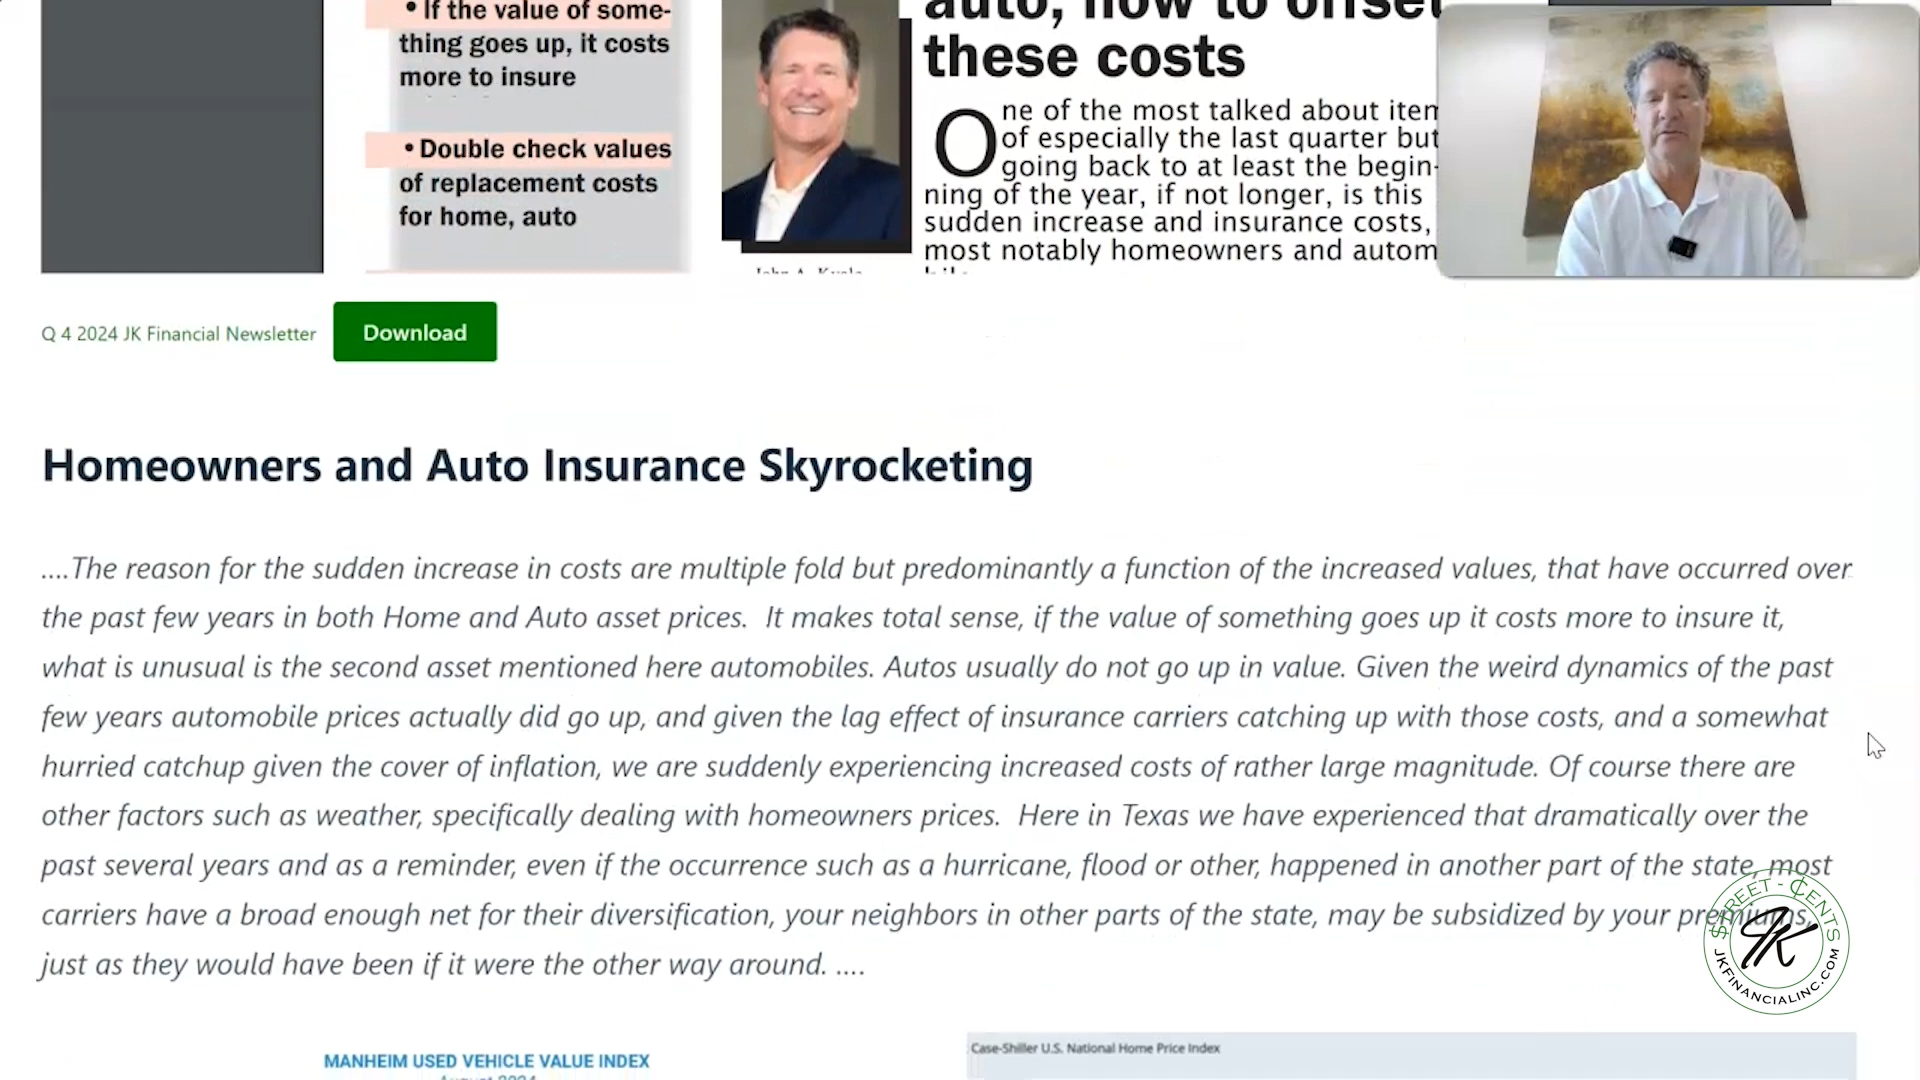 • If the value of some-
thing goes up, it costs
more to insure
• Double check values
of replacement costs
for home, auto
these costs
One of the most talked about item
of especially the last quarter but
going back to at least the begin-
ning of the year, if not longer, is this
sudden increase and insurance costs,
most notably homeowners and autom
Q 4 2024 JK Financial Newsletter
Download
Homeowners and Auto Insurance Skyrocketing
....The reason for the sudden increase in costs are multiple fold but predominantly a function of the increased values, that have occurred over
the past few years in both Home and Auto asset prices.  It makes total sense, if the value of something goes up it costs more to insure it,
what is unusual is the second asset mentioned here automobiles. Autos usually do not go up in value. Given the weird dynamics of the past
few years automobile prices actually did go up, and given the lag effect of insurance carriers catching up with those costs, and a somewhat
hurried catchup given the cover of inflation, we are suddenly experiencing increased costs of rather large magnitude. Of course there are
other factors such as weather, specifically dealing with homeowners prices.  Here in Texas we have experienced that dramatically over the
past several years and as a reminder, even if the occurrence such as a hurricane, flood or other, happened in another part of the state, most
carriers have a broad enough net for their diversification, your neighbors in other parts of the state, may be subsidized by your premiums,
just as they would have been if it were the other way around. ....
$TREET-₵ENTS
JK
JKFINANCIALINC.COM
MANHEIM USED VEHICLE VALUE INDEX
Case-Shiller U.S. National Home Price Index